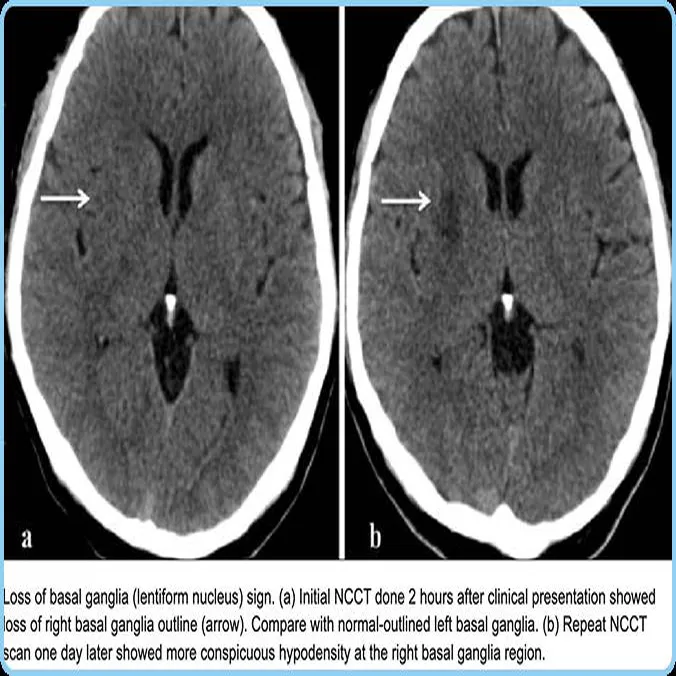 a
b
Loss of basal ganglia (lentiform nucleus) sign. (a) Initial NCCT done 2 hours after clinical presentation showed
loss of right basal ganglia outline (arrow). Compare with normal-outlined left basal ganglia. (b) Repeat NCCT
scan one day later showed more conspicuous hypodensity at the right basal ganglia region.